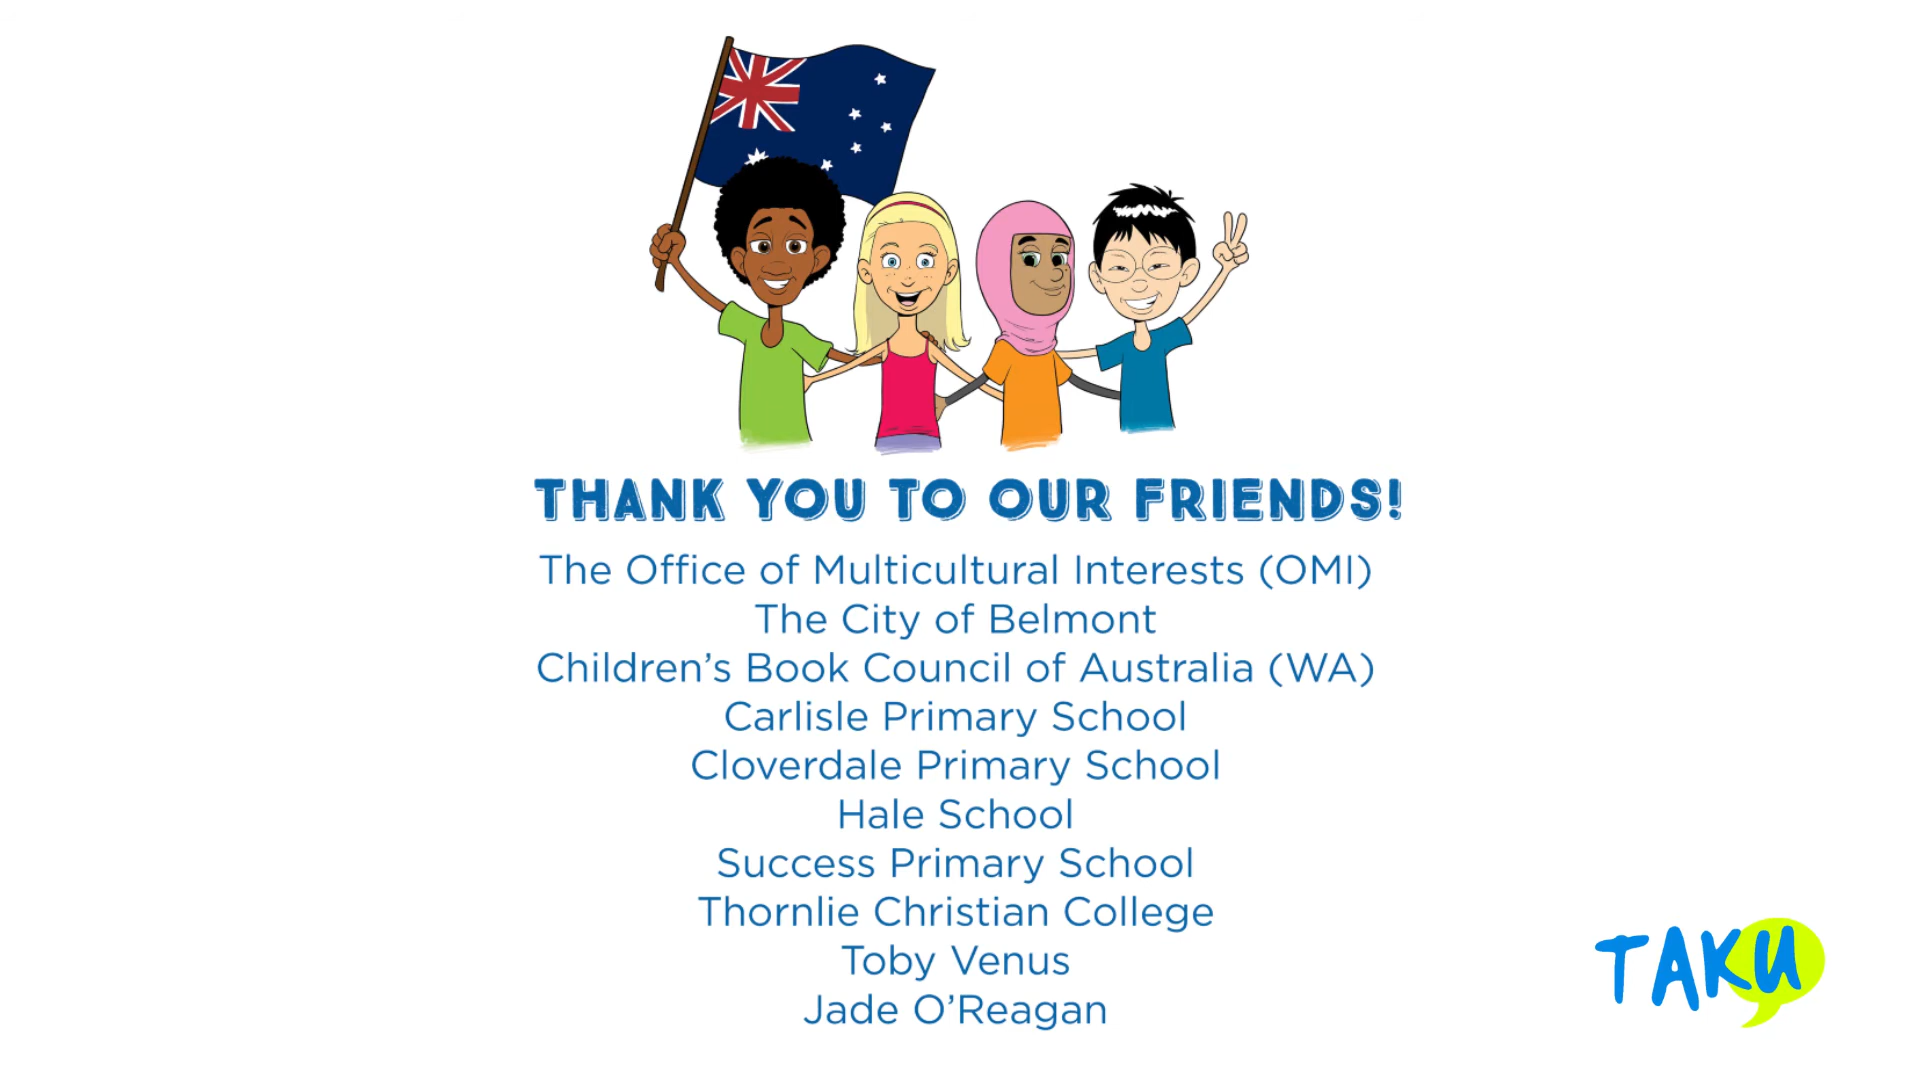 THANK YOU TO OUR FRIENDS!
The Office of Multicultural Interests (OMI)
The City of Belmont
Children’s Book Council of Australia (WA)
Carlisle Primary School
Cloverdale Primary School
Hale School
Success Primary School
Thornlie Christian College
Toby Venus
Jade O’Reagan
TAKU